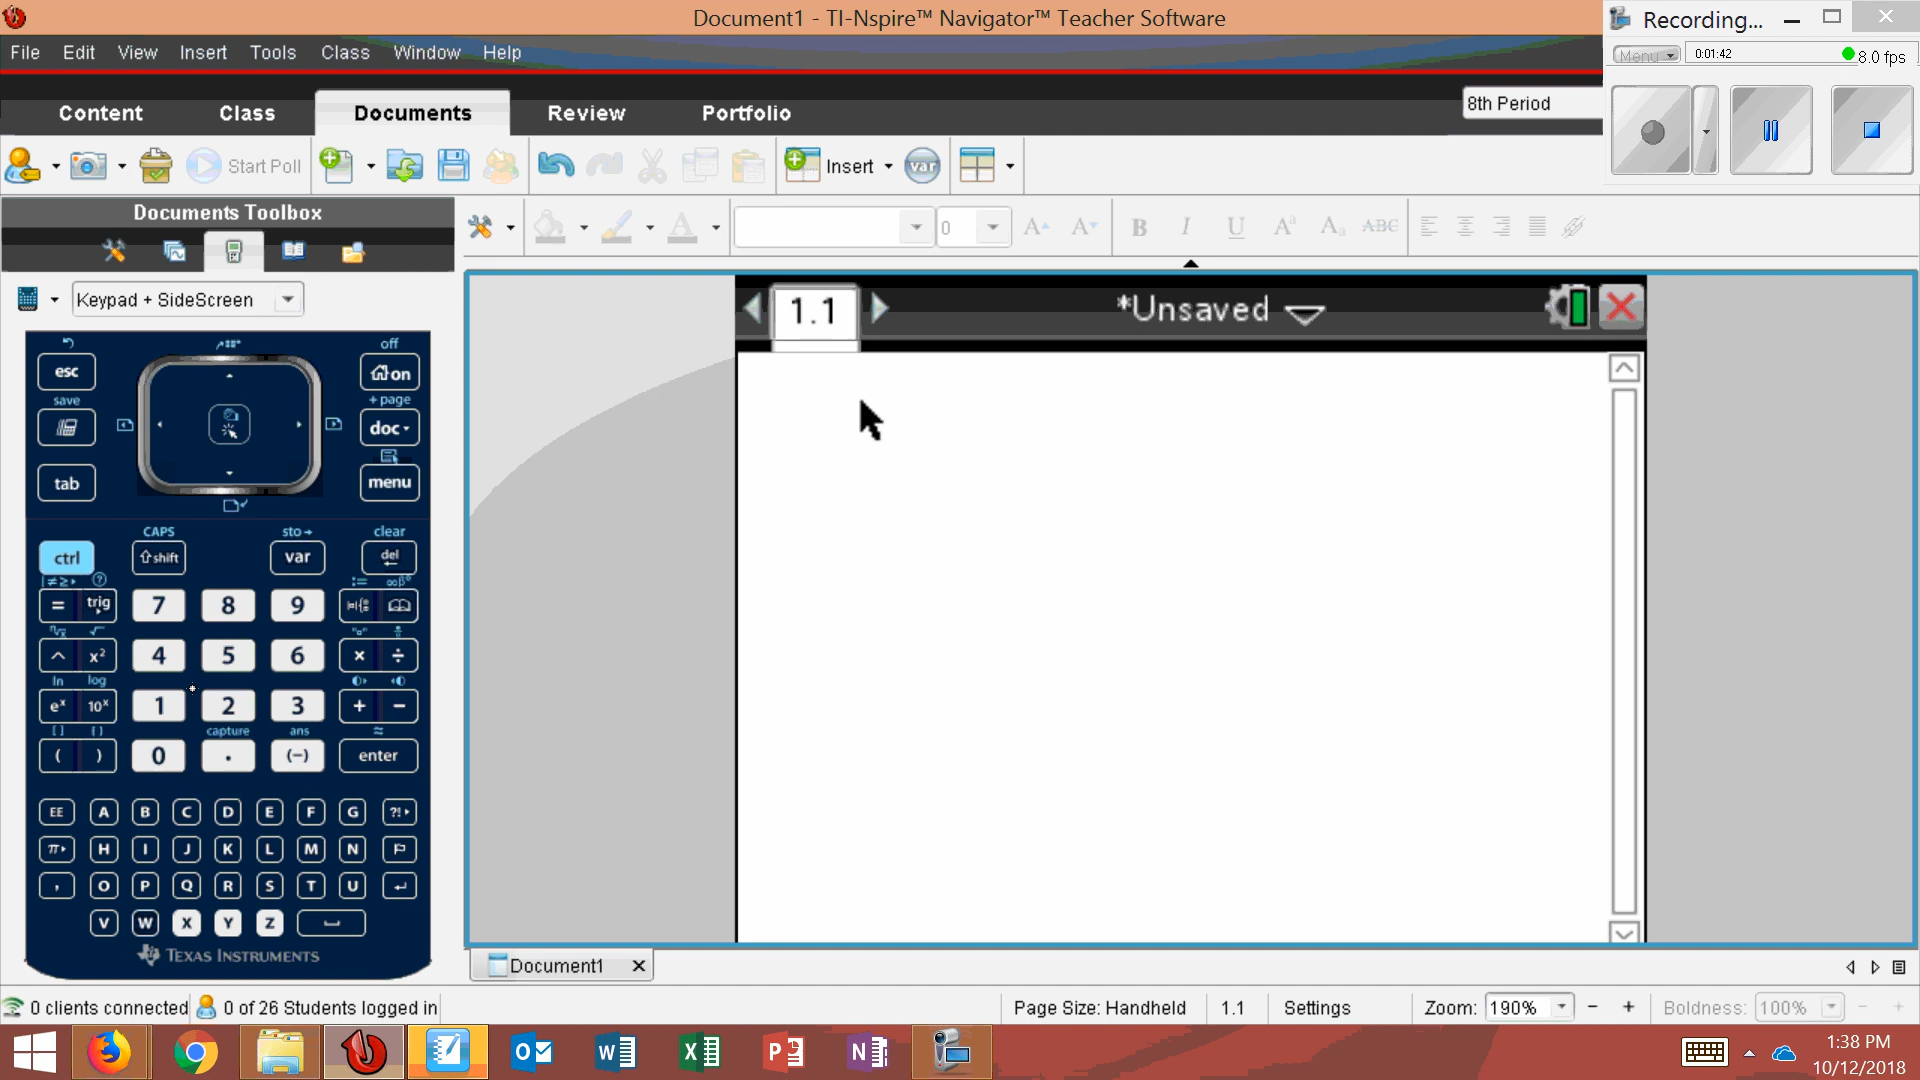 Document1 - TI-Nspire™ Navigator™ Teacher Software
Recording...
File Edit View Insert Tools Class Window Help
Menu 0:01:42 8.0 fps
Content Class Documents Review Portfolio
8th Period
Start Poll Insert var
Documents Toolbox
0 A A B I U A A ABC
Keypad + SideScreen
1.1 *Unsaved
off
esc on
save + page
doc
tab menu
CAPS sto→ clear
ctrl shift var del
= trig 7 8 9
^ x² 4 5 6 × ÷
ln log
eˣ 10ˣ 1 2 3 + −
[ ] { } capture ans ≈
( ) 0 . (−) enter
EE A B C D E F G ?!▸
π▸ H I J K L M N
, O P Q R S T U
V W X Y Z
TEXAS INSTRUMENTS
Document1
0 clients connected 0 of 26 Students logged in Page Size: Handheld 1.1 Settings Zoom: 190% − + Boldness: 100% − +
1:38 PM
10/12/2018